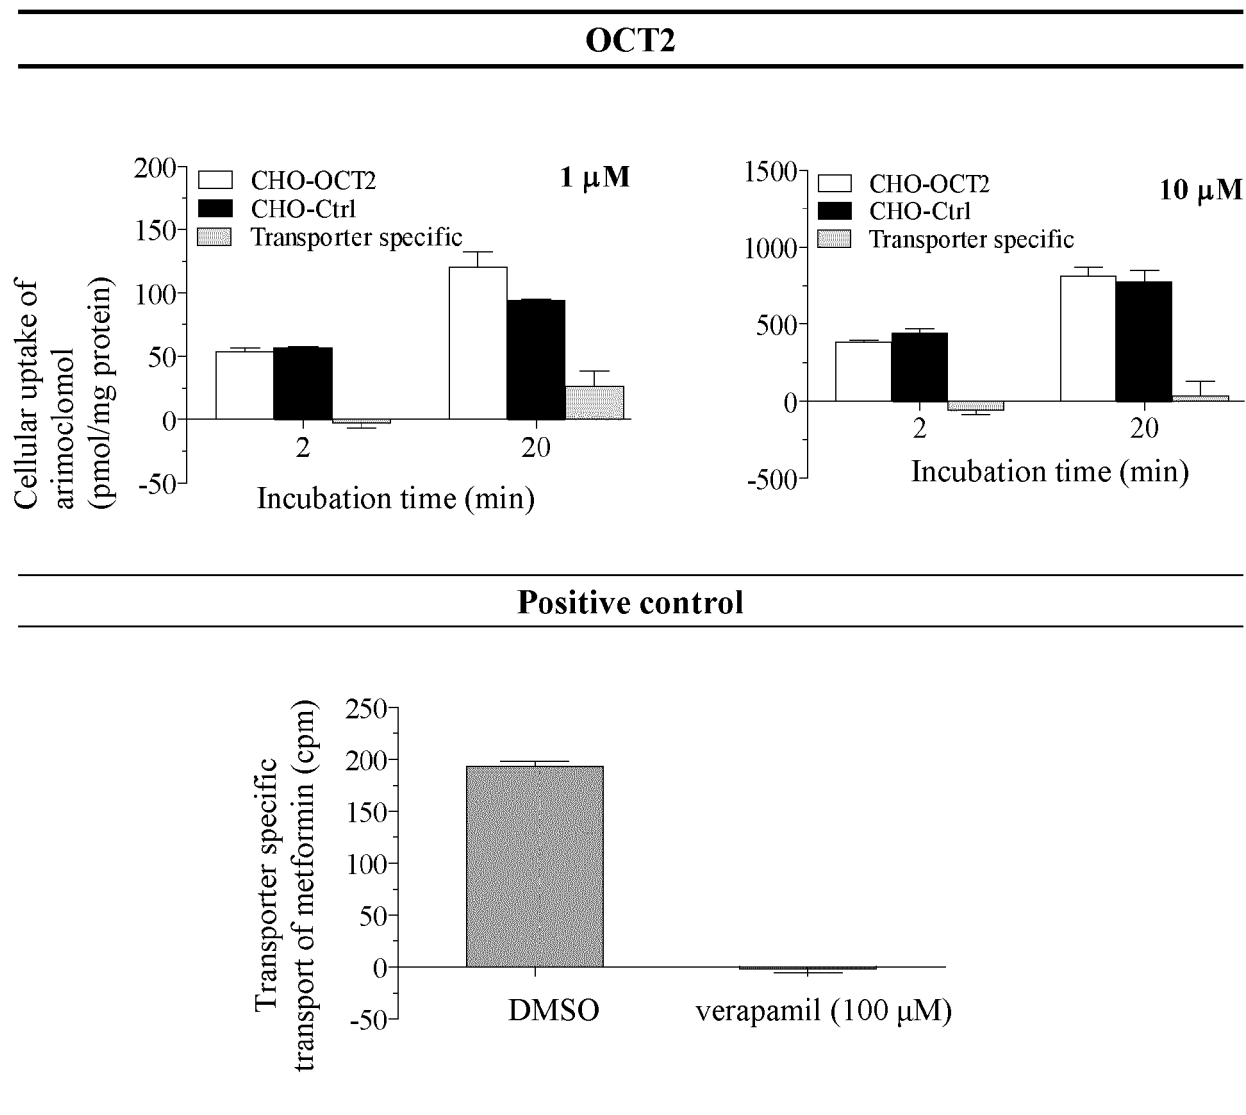 OCT2
200
150
100
50
0
-50
CHO-OCT2
CHO-Ctrl
Transporter specific
1 μM
2
20
Incubation time (min)
Cellular uptake of
arimoclomol
(pmol/mg protein)
1500
1000
500
0
-500
CHO-OCT2
CHO-Ctrl
Transporter specific
10 μM
2
20
Incubation time (min)
Positive control
250
200
150
100
50
0
-50
Transporter specific
transport of metformin (cpm)
DMSO
verapamil (100 μM)